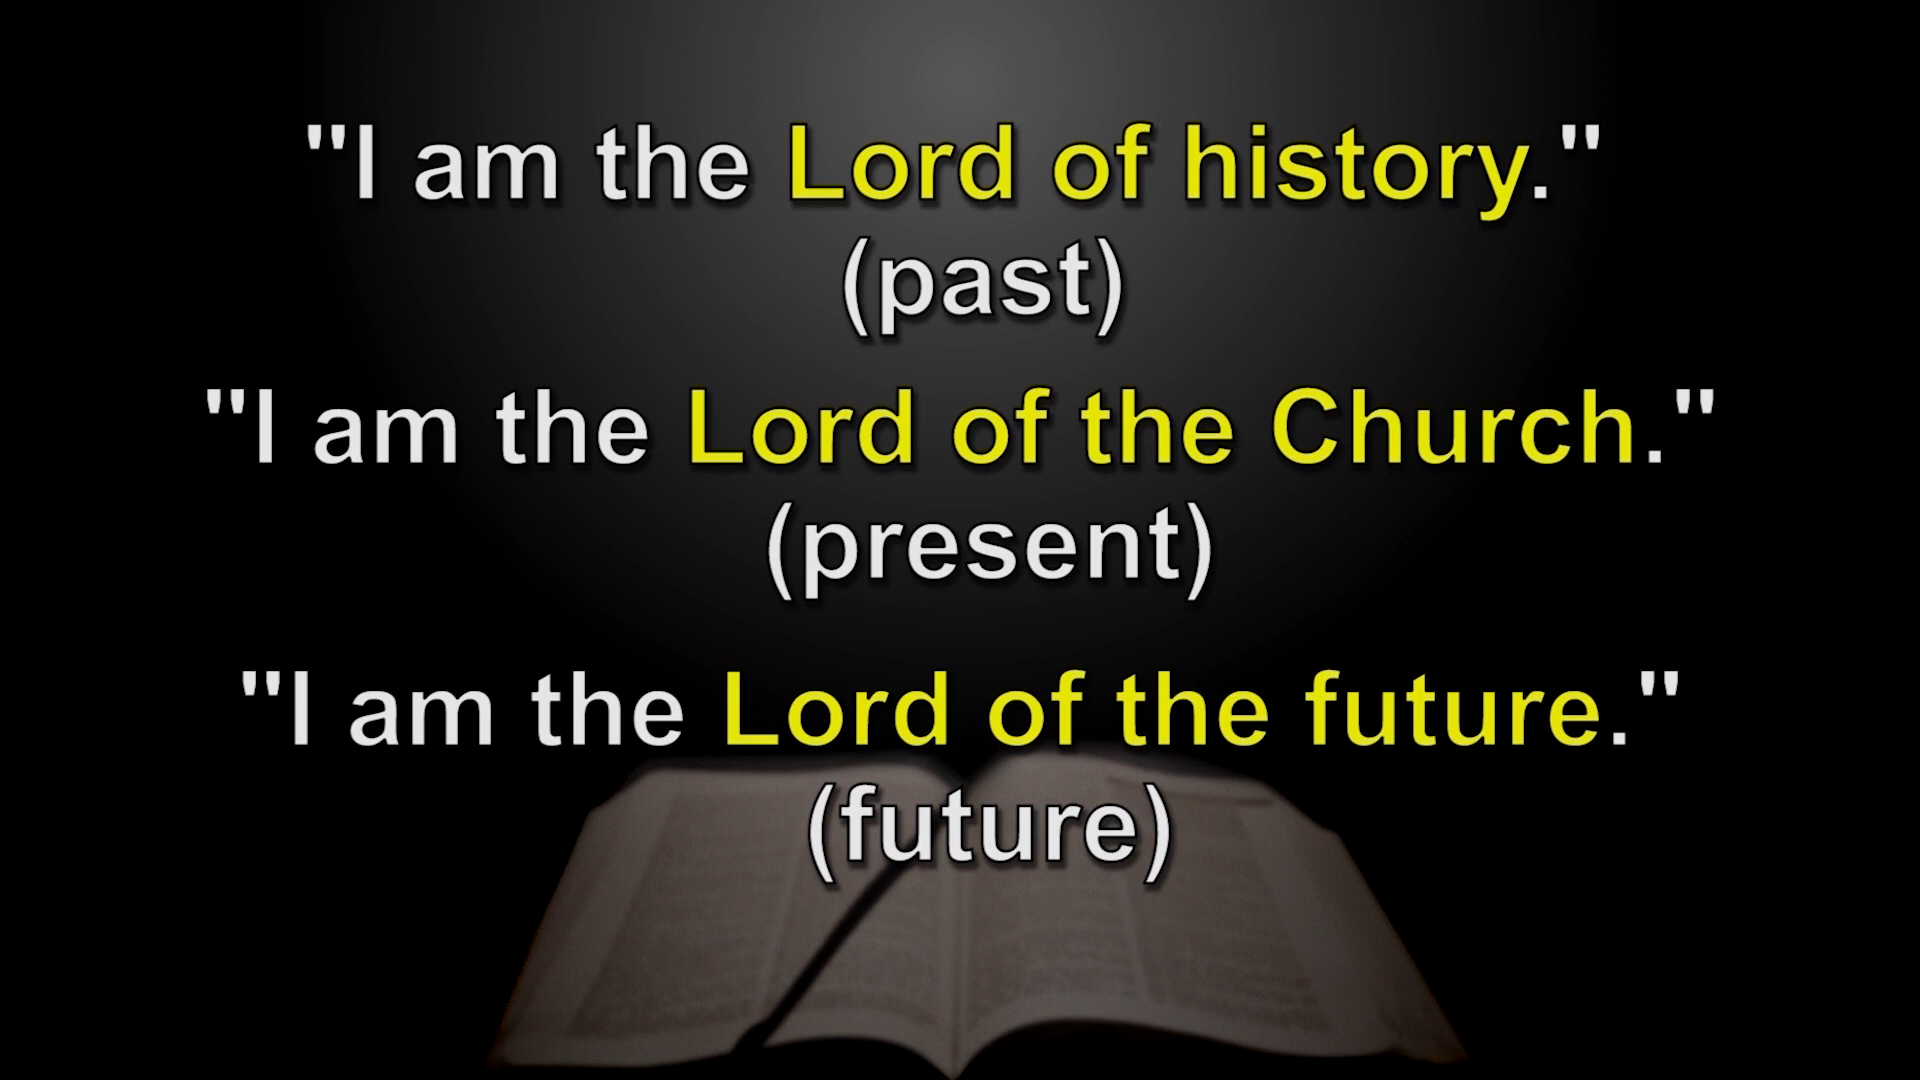 "I am the Lord of history."
(past)
"I am the Lord of the Church."
(present)
"I am the Lord of the future."
(future)